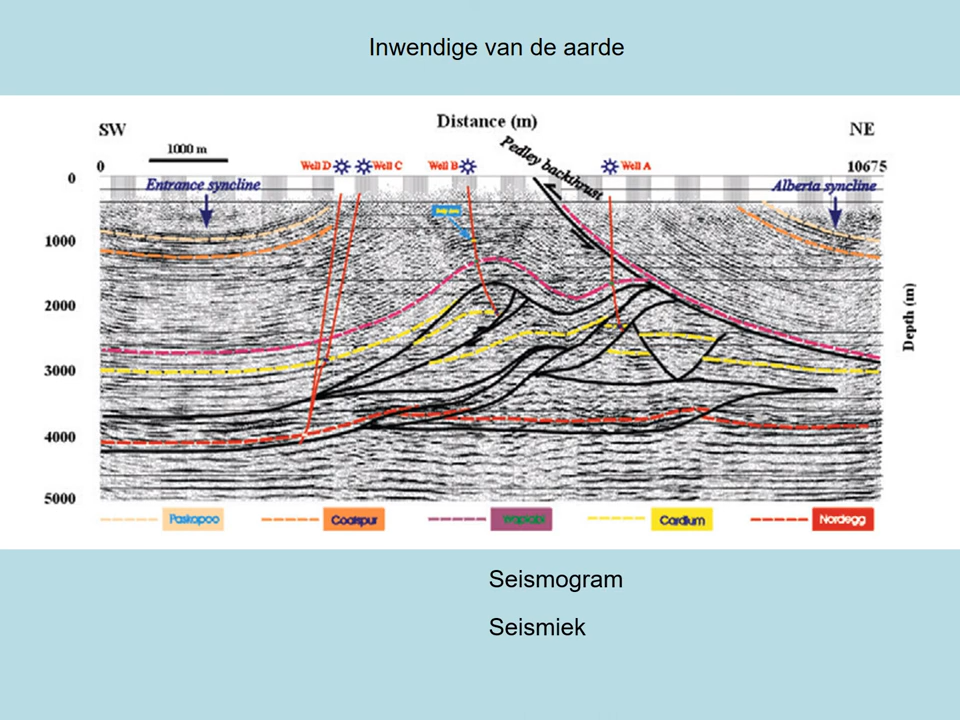 Inwendige van de aarde
Distance (m)
SW
NE
1000 m
0
Well D
Well C
Well B
Pedley backthrust
Well A
10675
0
Entrance syncline
Alberta syncline
1000
2000
3000
4000
5000
Depth (m)
Paskapoo
Coalspur
Wapiabi
Cardium
Nordegg
Seismogram
Seismiek